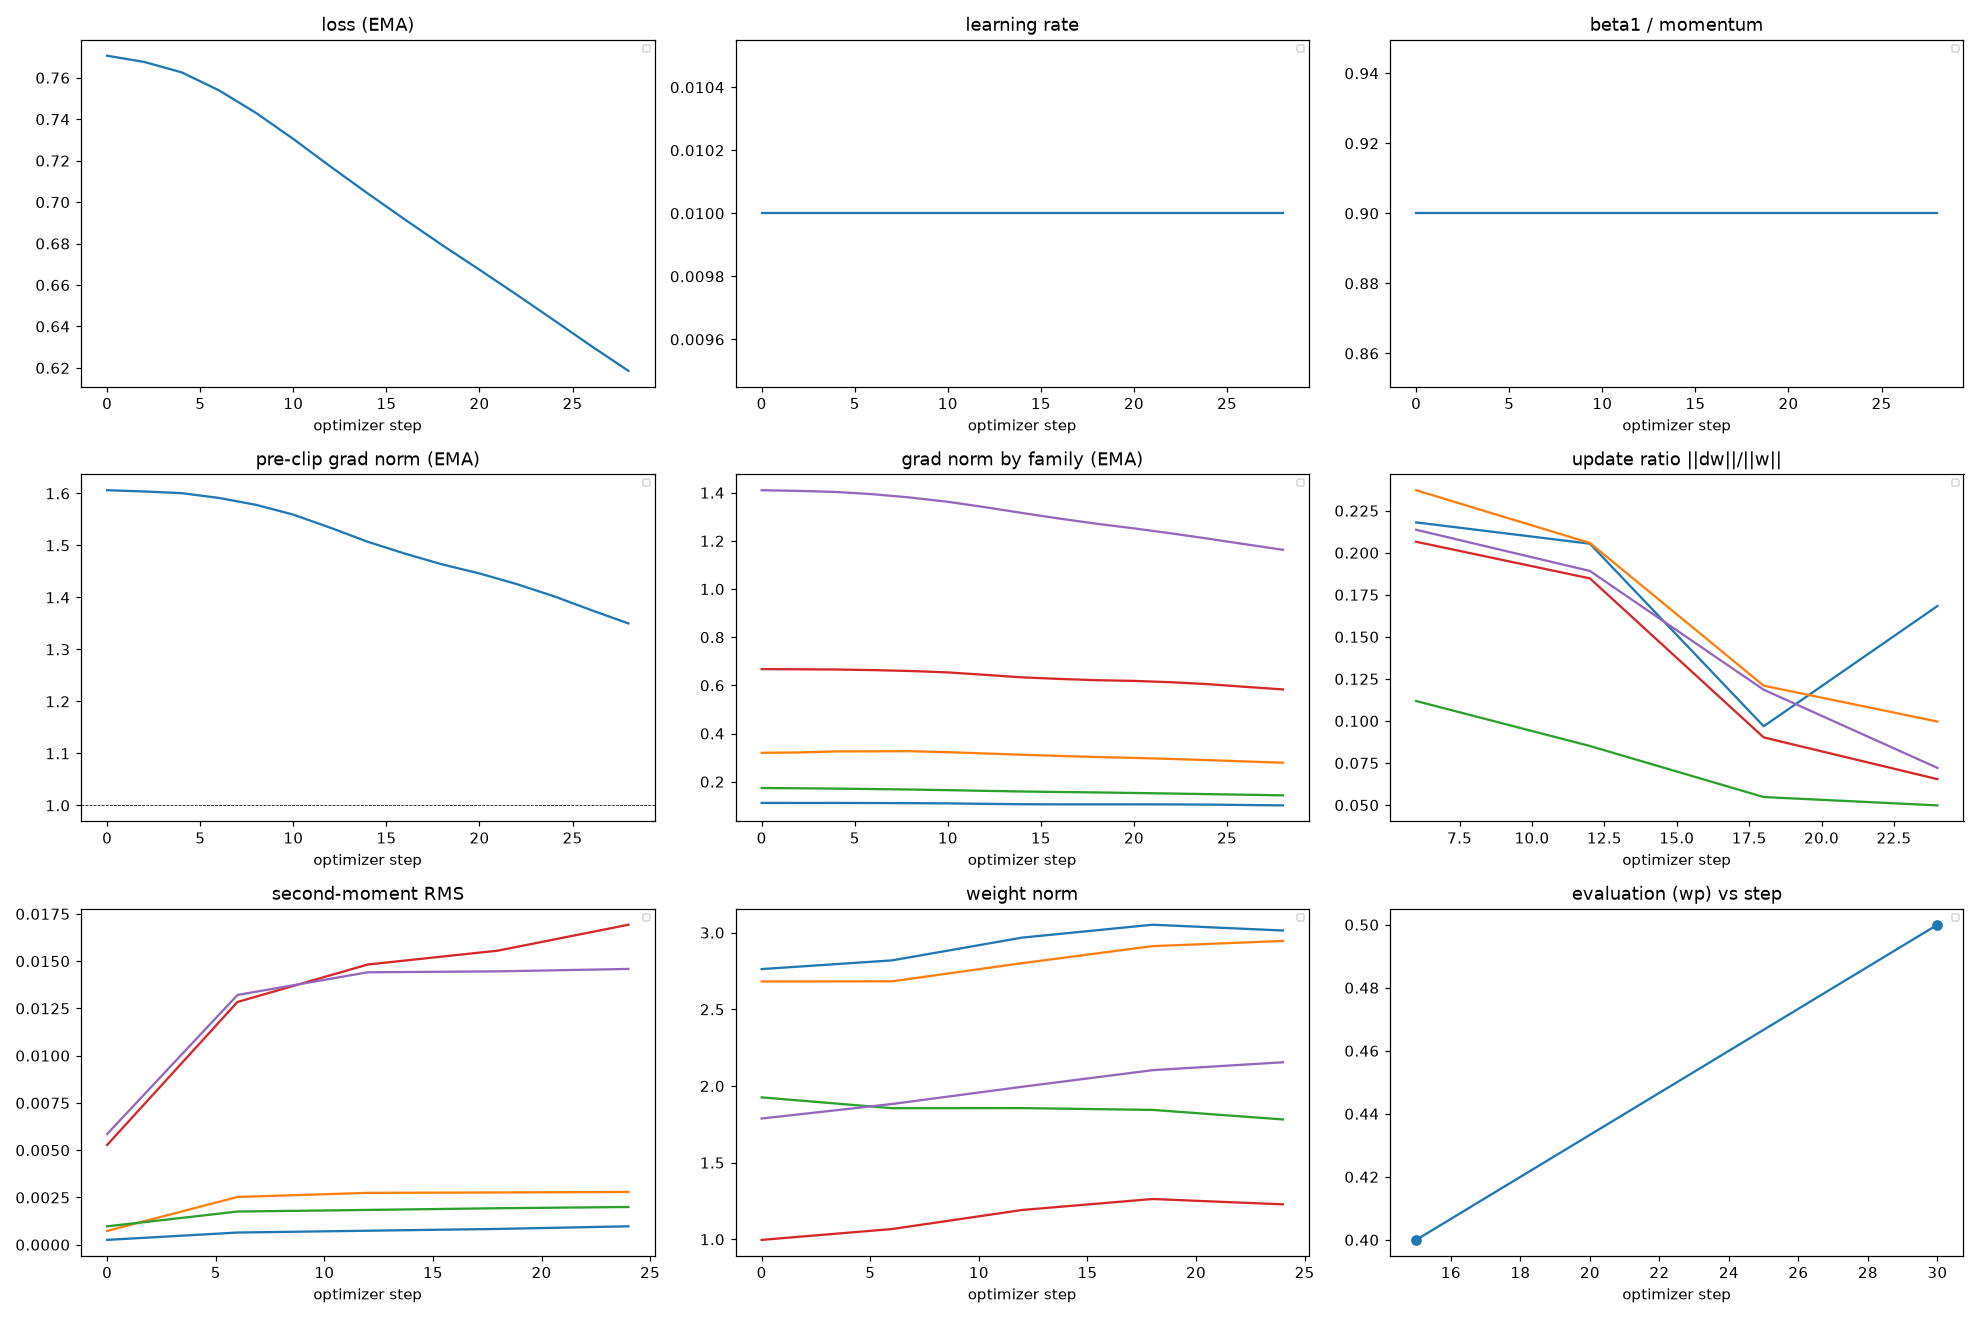 loss (EMA)
0.76
0.74
0.72
0.70
0.68
0.66
0.64
0.62
0 5 10 15 20 25
optimizer step
learning rate
0.0104
0.0102
0.0100
0.0098
0.0096
0 5 10 15 20 25
optimizer step
beta1 / momentum
0.94
0.92
0.90
0.88
0.86
0 5 10 15 20 25
optimizer step
pre-clip grad norm (EMA)
1.6
1.5
1.4
1.3
1.2
1.1
1.0
0 5 10 15 20 25
optimizer step
grad norm by family (EMA)
1.4
1.2
1.0
0.8
0.6
0.4
0.2
0 5 10 15 20 25
optimizer step
update ratio ||dw||/||w||
0.225
0.200
0.175
0.150
0.125
0.100
0.075
0.050
7.5 10.0 12.5 15.0 17.5 20.0 22.5
optimizer step
second-moment RMS
0.0175
0.0150
0.0125
0.0100
0.0075
0.0050
0.0025
0.0000
0 5 10 15 20 25
optimizer step
weight norm
3.0
2.5
2.0
1.5
1.0
0 5 10 15 20 25
optimizer step
evaluation (wp) vs step
0.50
0.48
0.46
0.44
0.42
0.40
16 18 20 22 24 26 28 30
optimizer step